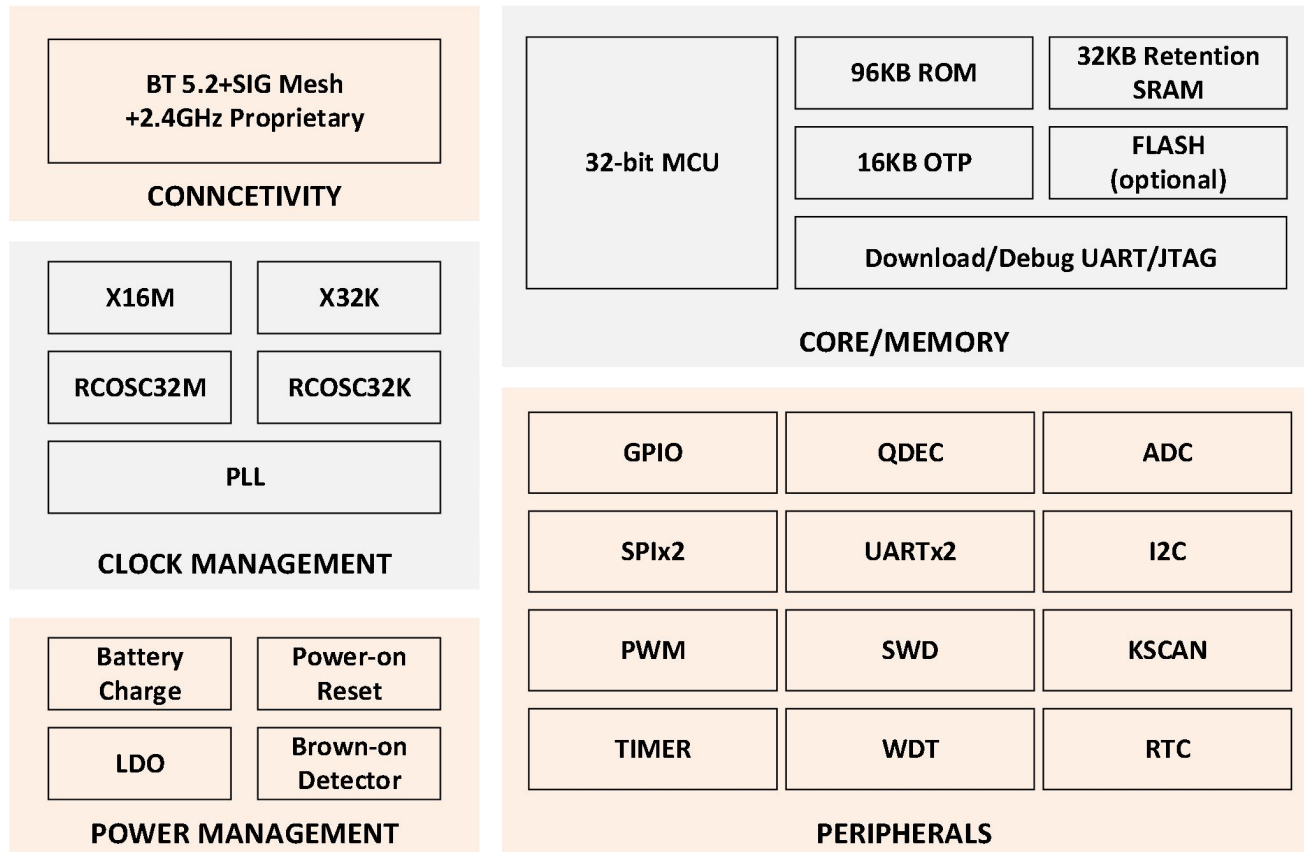 BT 5.2+SIG Mesh
+2.4GHz Proprietary
CONNCETIVITY
X16M
X32K
RCOSC32M
RCOSC32K
PLL
CLOCK MANAGEMENT
Battery
Charge
Power-on
Reset
LDO
Brown-on
Detector
POWER MANAGEMENT
32-bit MCU
96KB ROM
32KB Retention
SRAM
16KB OTP
FLASH
(optional)
Download/Debug UART/JTAG
CORE/MEMORY
GPIO
QDEC
ADC
SPIx2
UARTx2
I2C
PWM
SWD
KSCAN
TIMER
WDT
RTC
PERIPHERALS